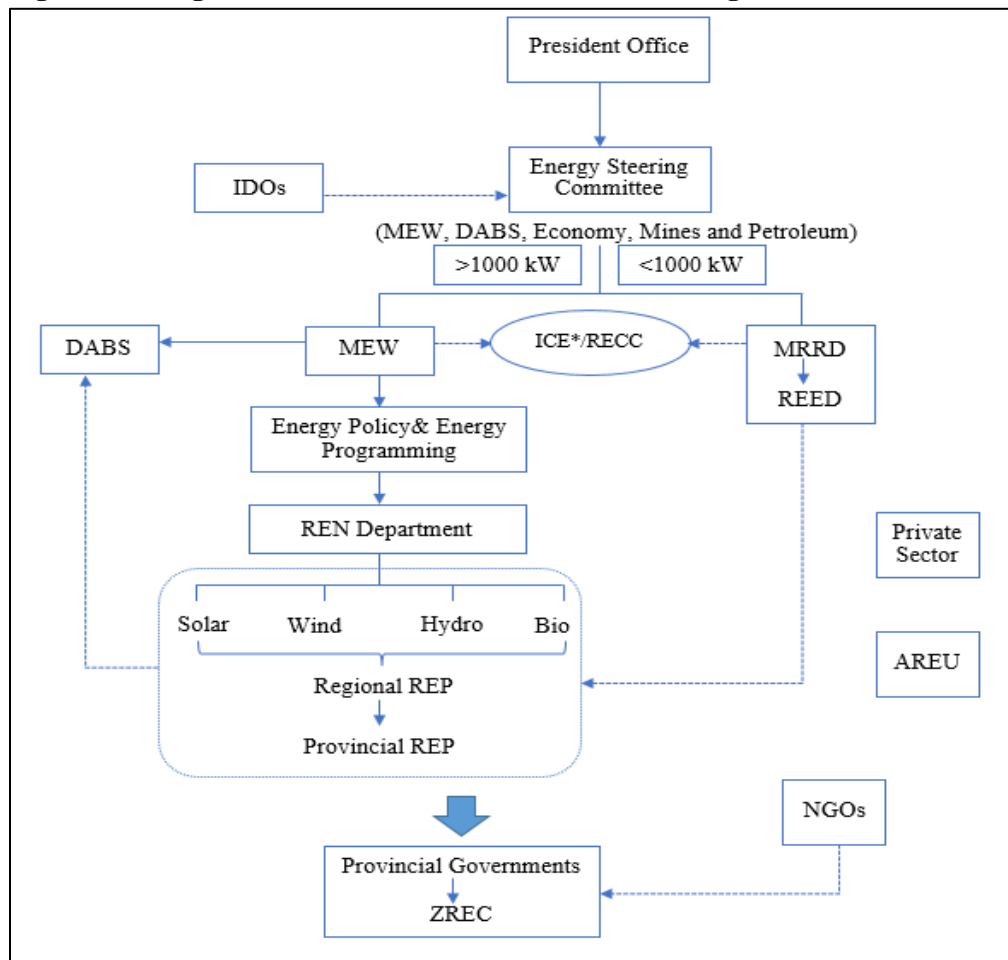 President Office
IDOs
Energy Steering
Committee
(MEW, DABS, Economy, Mines and Petroleum)
>1000 kW
<1000 kW
DABS
MEW
ICE*/RECC
MRRD
REED
Energy Policy& Energy
Programming
REN Department
Private
Sector
Solar
Wind
Hydro
Bio
AREU
Regional REP
Provincial REP
NGOs
Provincial Governments
ZREC